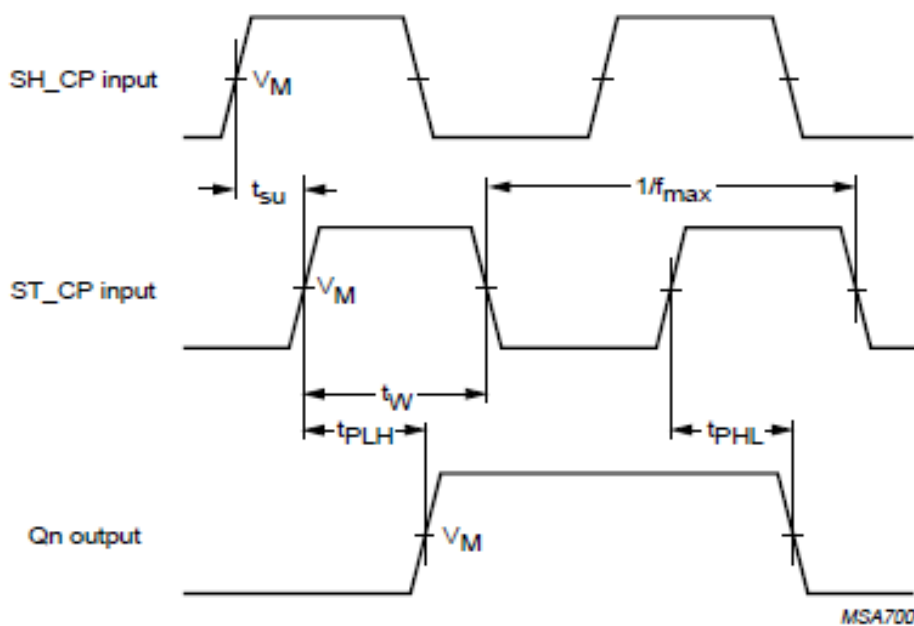 SH_CP input
VM
tsu
1/fmax
ST_CP input
VM
tW
tPLH
tPHL
Qn output
VM
MSA700